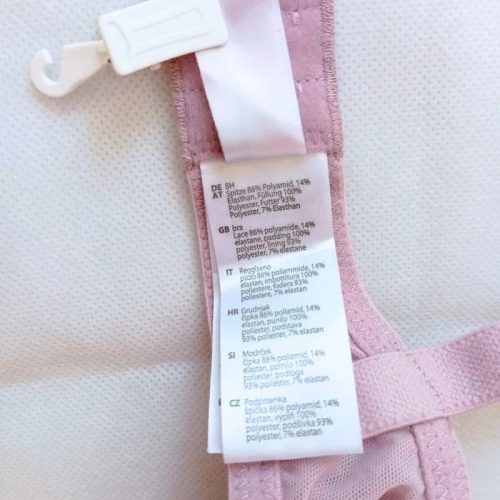 DE BH
AT Spitze 86% Polyamid, 14%
Elasthan, Füllung 100%
Polyester, Futter 93%
Polyester, 7% Elasthan
GB bra
Lace 86% polyamide, 14%
elastane, padding 100%
polyester, lining 93%
polyester, 7% elastane
IT Reggiseno
pizzo 86% poliammide, 14%
elastan, imbottitura 100%
poliestere, fodera 93%
poliestere, 7% elastan
HR Grudnjak
čipka 86% poliamid, 14%
elastan, punilo 100%
poliester, podstava
93% poliester, 7% elastan
SI Modrček
čipka 86% poliamid, 14%
elastan, polnilo 100%
poliester, podloga
93% poliester, 7% elastan
CZ Podprsenka
špička 86% polyamid, 14%
elastan, výplň 100%
polyester, podšívka 93%
polyester, 7% elastan